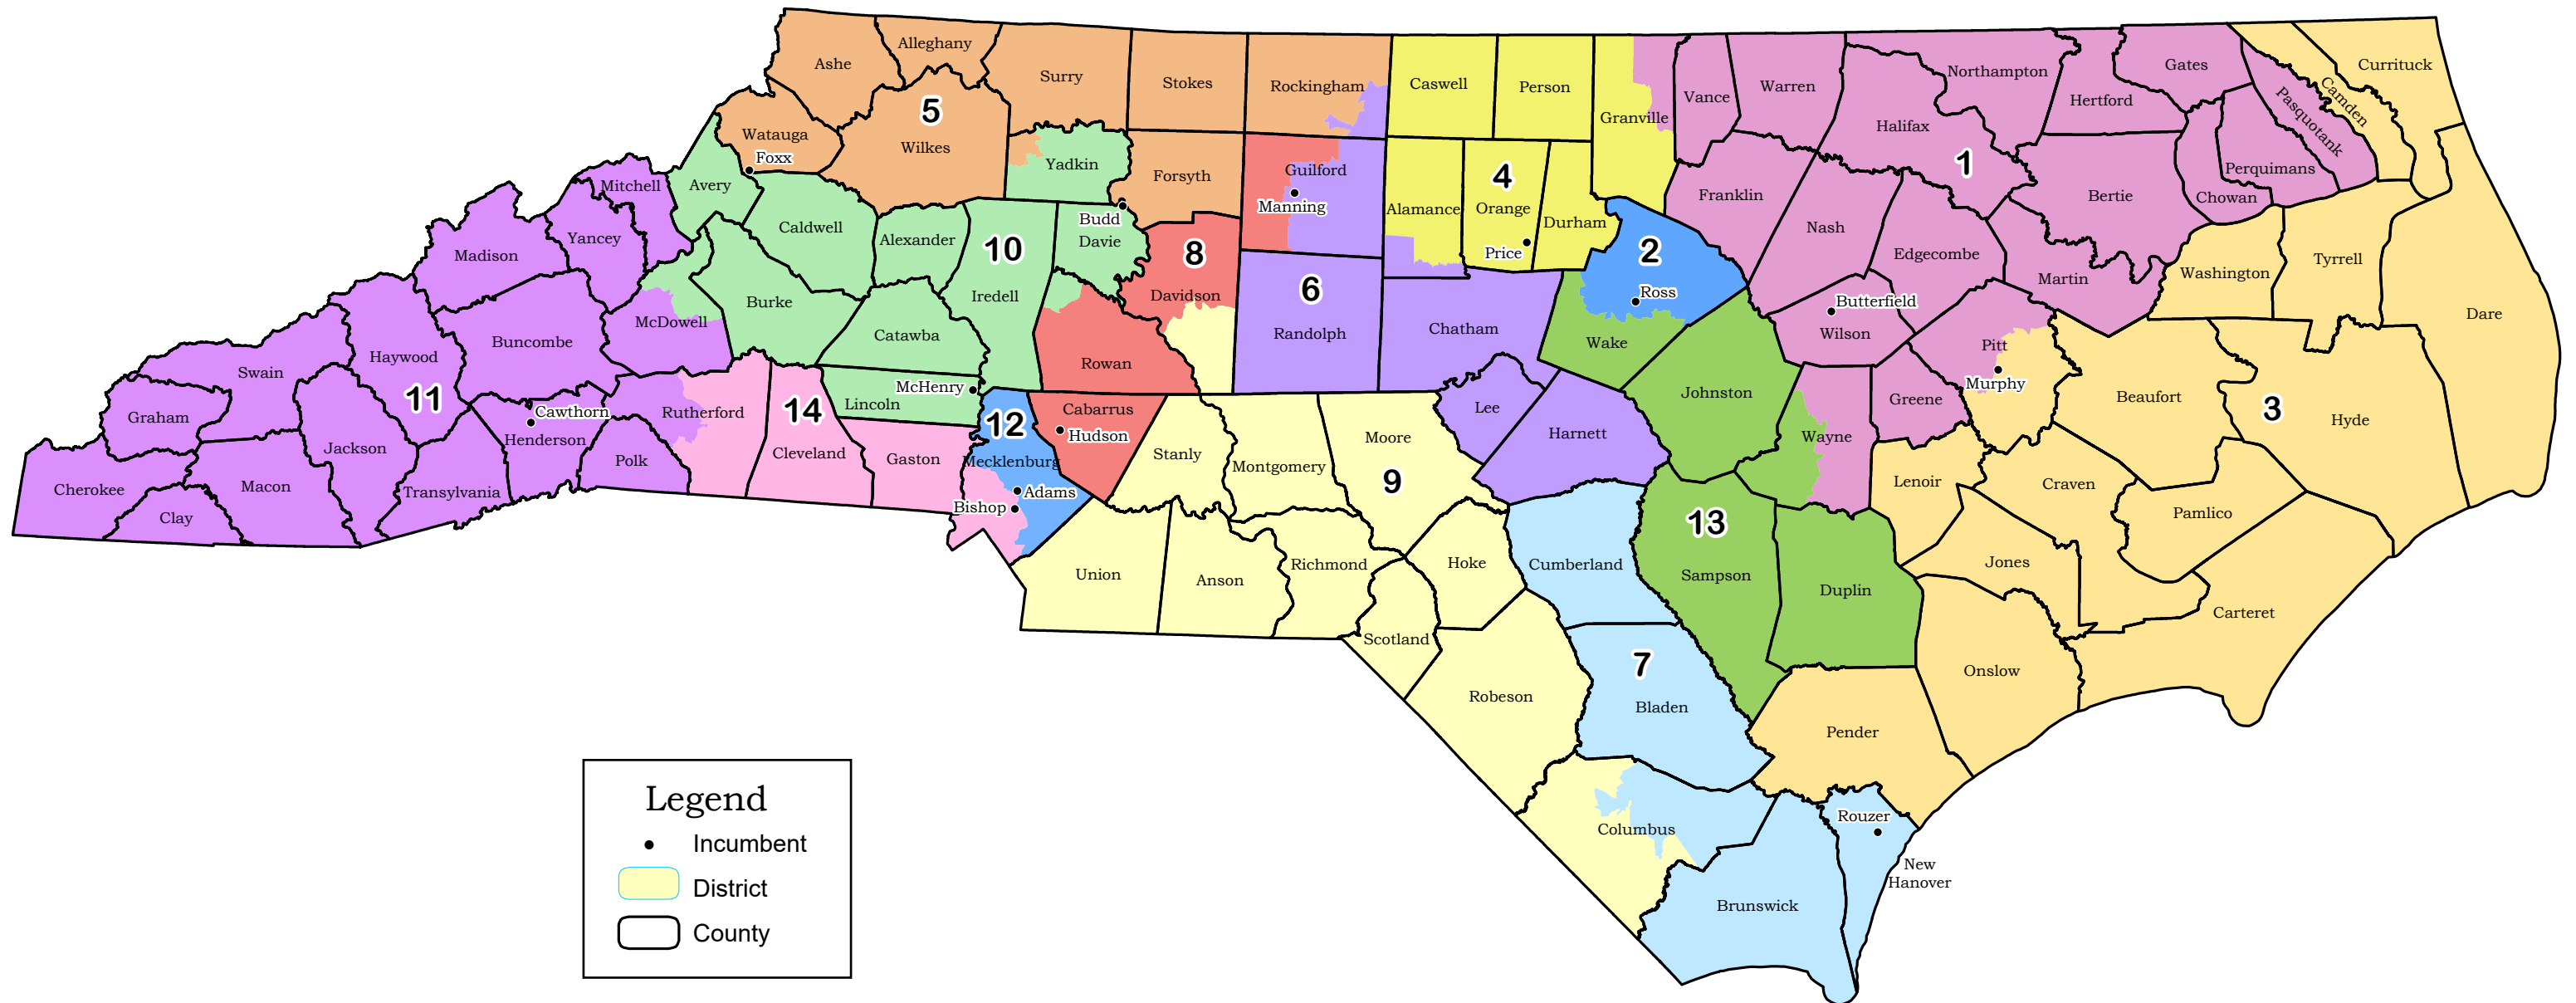 Ashe
Alleghany
Surry
Stokes
Rockingham
Caswell
Person
Granville
Vance
Warren
Northampton
Halifax
Hertford
Gates
Pasquotank
Camden
Currituck
Watauga
Foxx
5
Wilkes
Yadkin
Forsyth
Guilford
Manning
Alamance
4
Orange
Price
Durham
Franklin
1
Bertie
Perquimans
Chowan
Mitchell
Avery
Caldwell
Alexander
10
Iredell
Budd
Davie
8
Davidson
6
Randolph
Chatham
2
Ross
Wake
Nash
Edgecombe
Martin
Washington
Tyrrell
Dare
Madison
Yancey
Buncombe
McDowell
Burke
Catawba
Rowan
Butterfield
Wilson
Pitt
Murphy
Beaufort
3
Hyde
Swain
Haywood
11
Graham
Cawthorn
Henderson
Rutherford
14
Cleveland
McHenry
Lincoln
12
Cabarrus
Hudson
Lee
Harnett
Johnston
Wayne
Greene
Cherokee
Clay
Macon
Jackson
Transylvania
Polk
Gaston
Mecklenburg
Adams
Bishop
Stanly
Montgomery
Moore
9
Lenoir
Craven
Pamlico
Jones
Carteret
Union
Anson
Richmond
Scotland
Hoke
Cumberland
13
Sampson
Duplin
Onslow
Robeson
7
Bladen
Pender
Columbus
Rouzer
New
Hanover
Brunswick
Legend
Incumbent
District
County